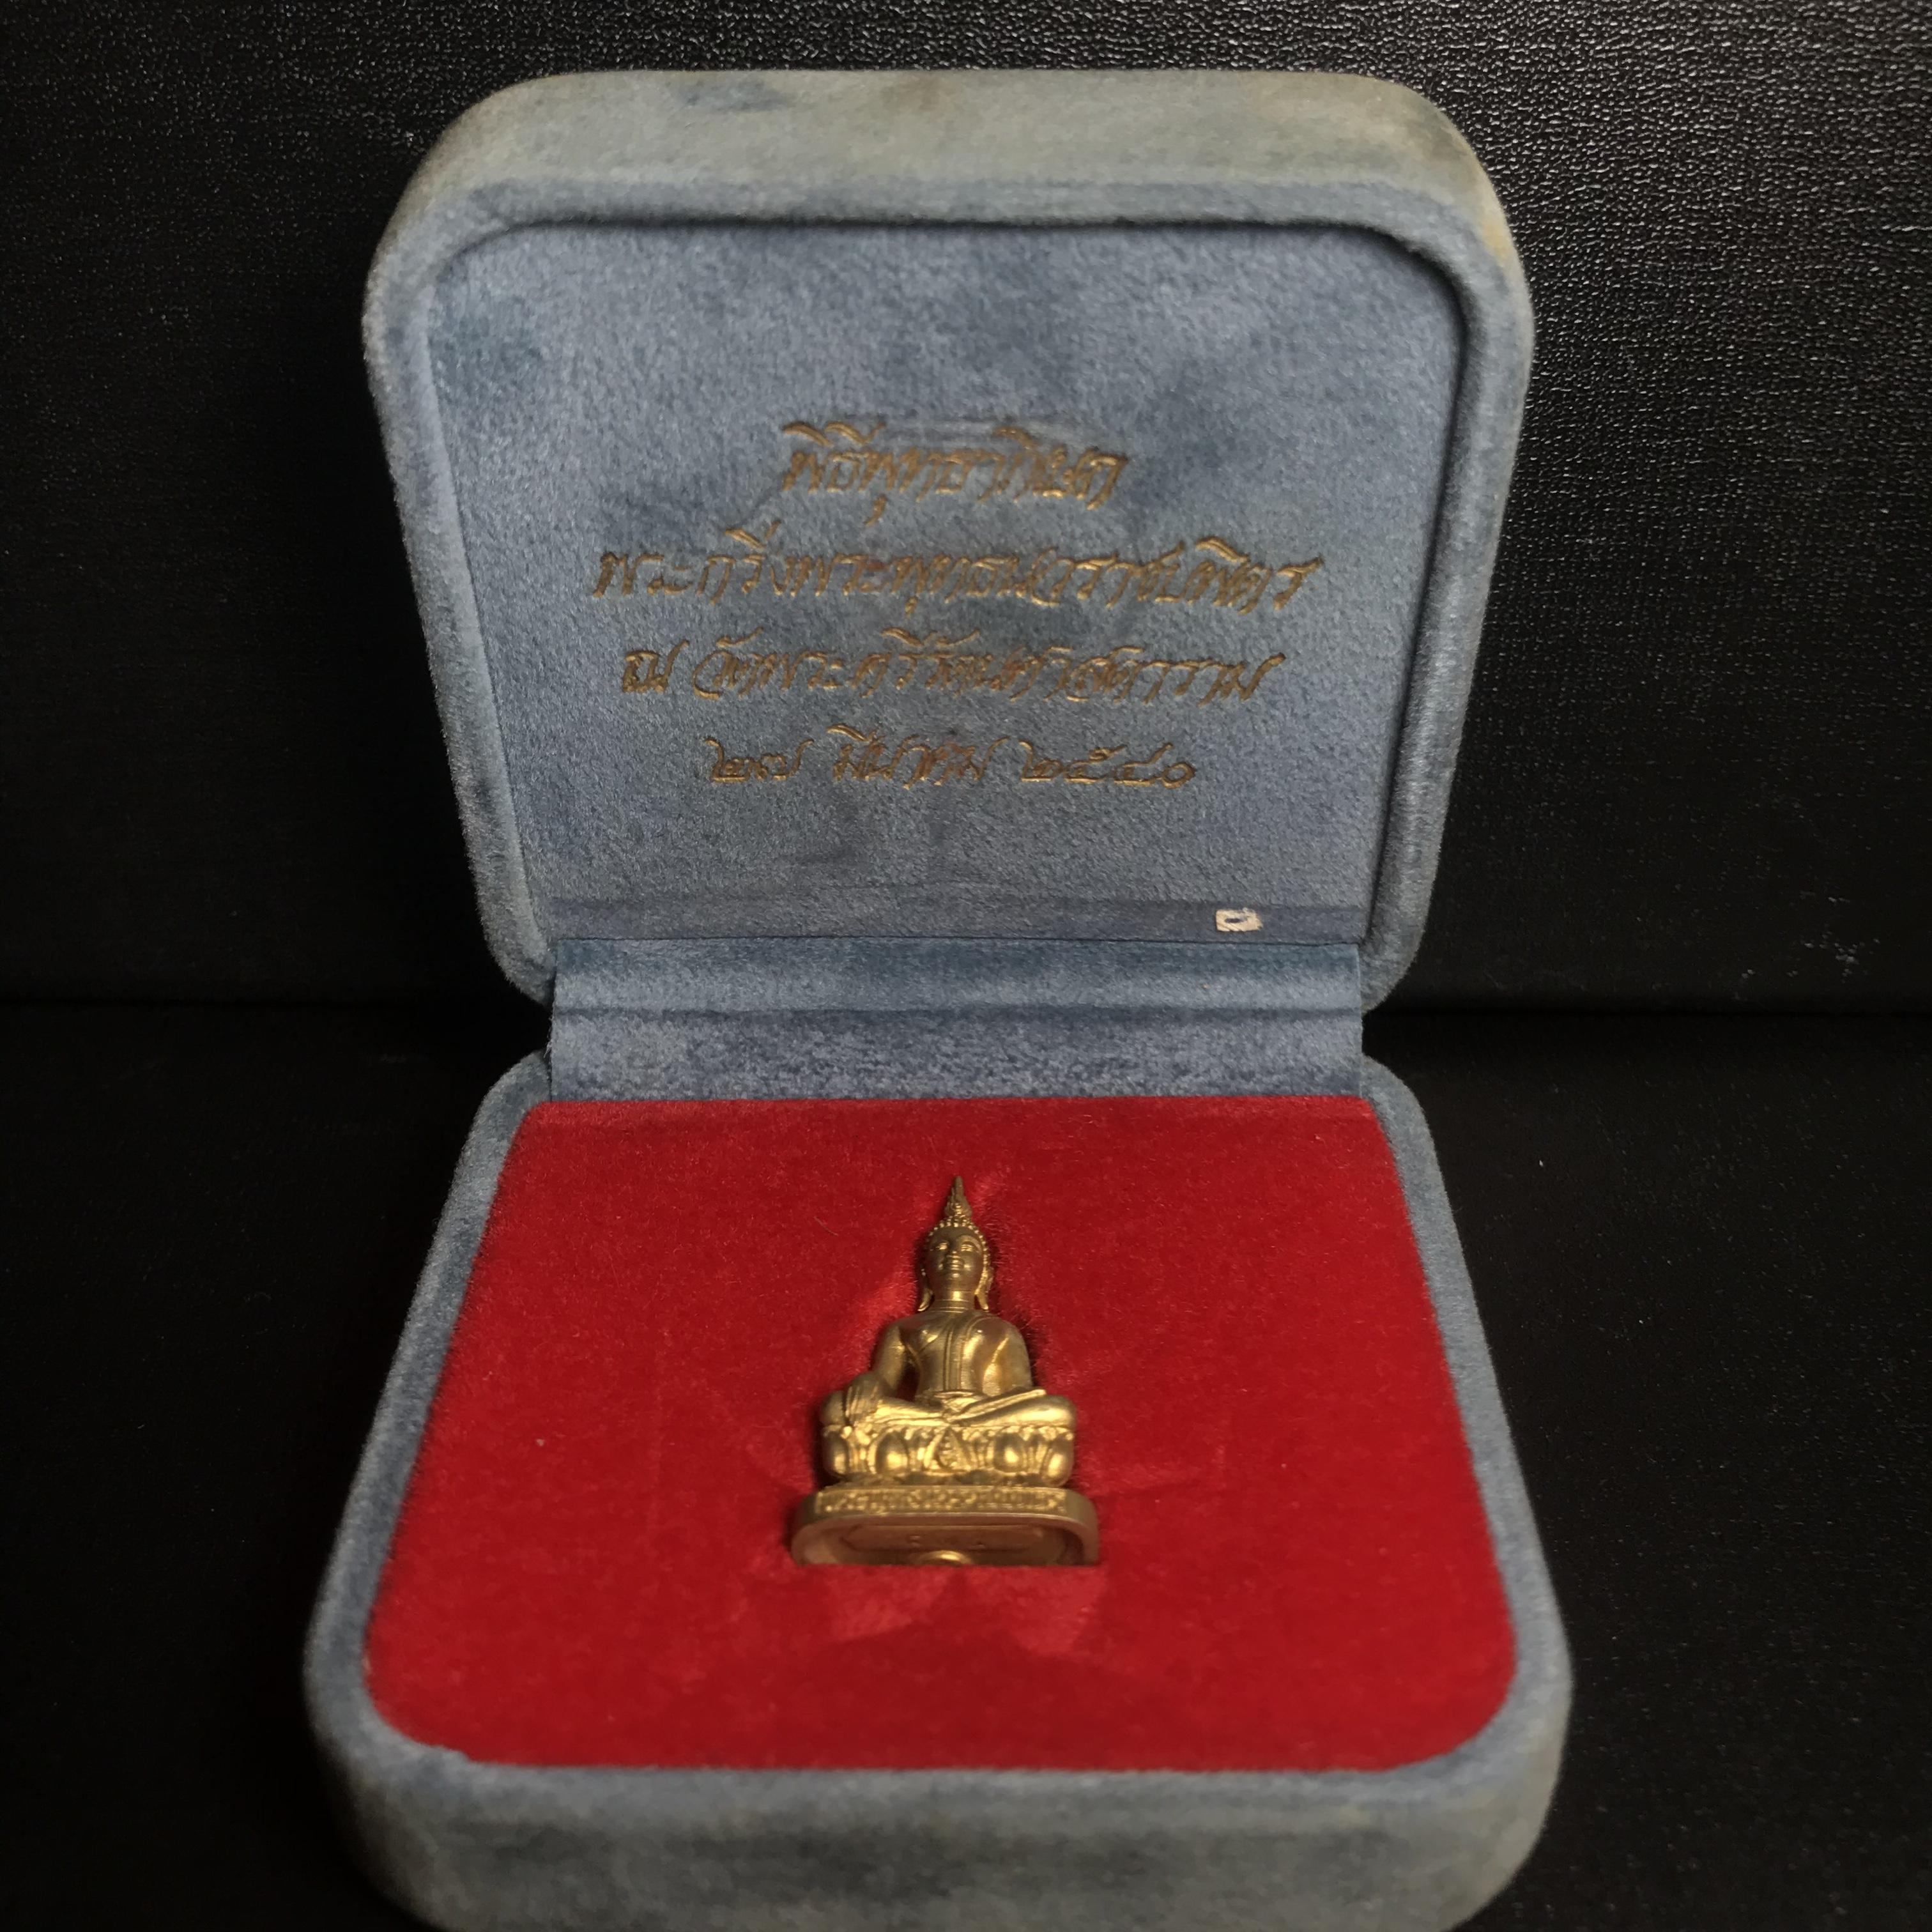 พิธีพุทธาภิเษก
พระกริ่งพระพุทธนวราชบพิตร
ณ วัดพระศรีรัตนศาสดาราม
๒๗ มีนาคม ๒๕๔๐